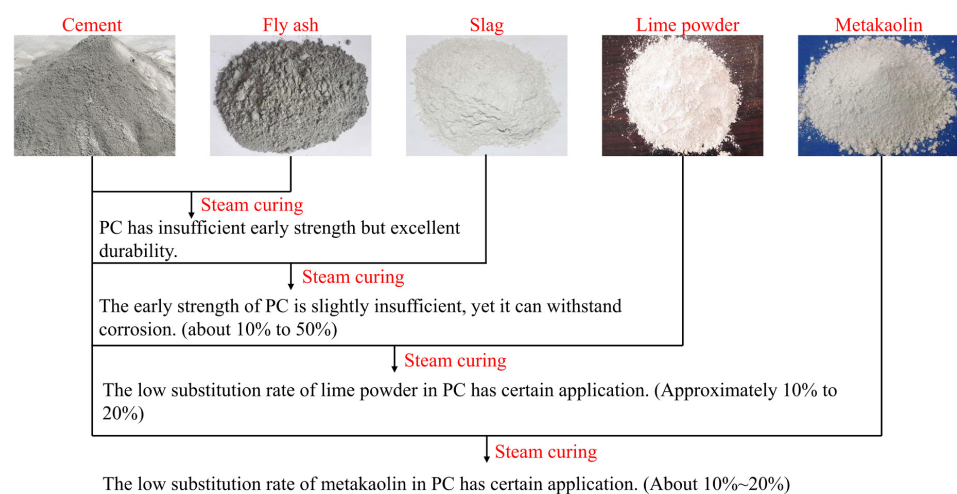 Cement Fly ash Slag Lime powder Metakaolin
Steam curing
PC has insufficient early strength but excellent
durability.
Steam curing
The early strength of PC is slightly insufficient, yet it can withstand
corrosion. (about 10% to 50%)
Steam curing
The low substitution rate of lime powder in PC has certain application. (Approximately 10% to
20%)
Steam curing
The low substitution rate of metakaolin in PC has certain application. (About 10%~20%)